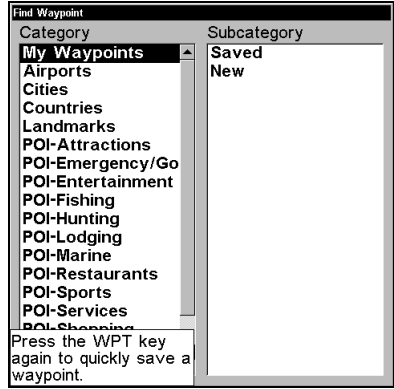 Find Waypoint
Category
My Waypoints
Airports
Cities
Countries
Landmarks
POI-Attractions
POI-Emergency/Go
POI-Entertainment
POI-Fishing
POI-Hunting
POI-Lodging
POI-Marine
POI-Restaurants
POI-Sports
POI-Services
POI-Shopping
Subcategory
Saved
New
Press the WPT key
again to quickly save a
waypoint.